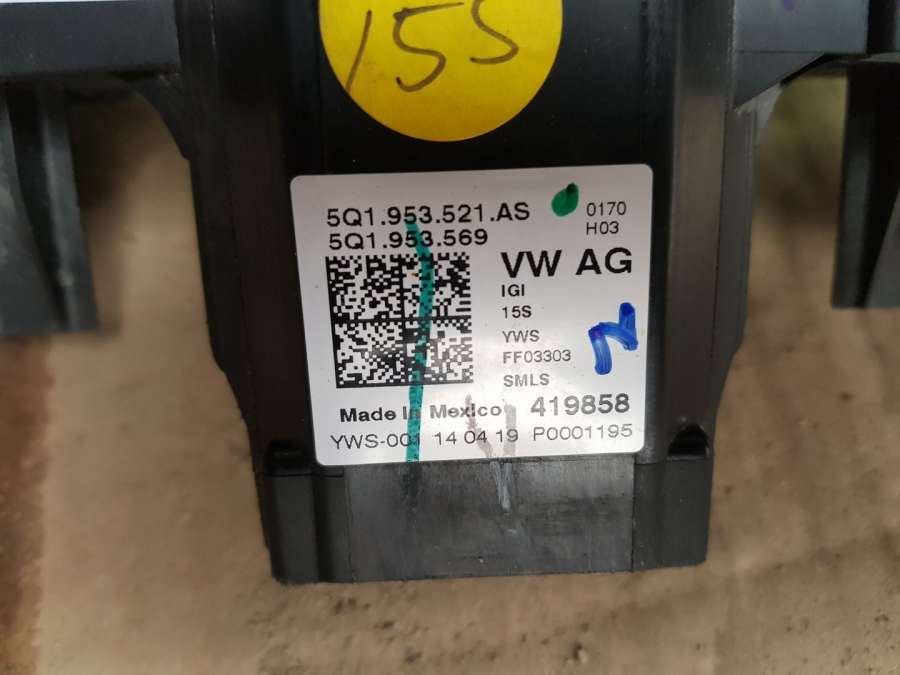 15S
5Q1.953.521.AS
5Q1.953.569
0170
H03
VW AG
IGI
15S
YWS
FF03303
SMLS
N
Made in Mexico 419858
YWS-001 14 04 19 P0001195